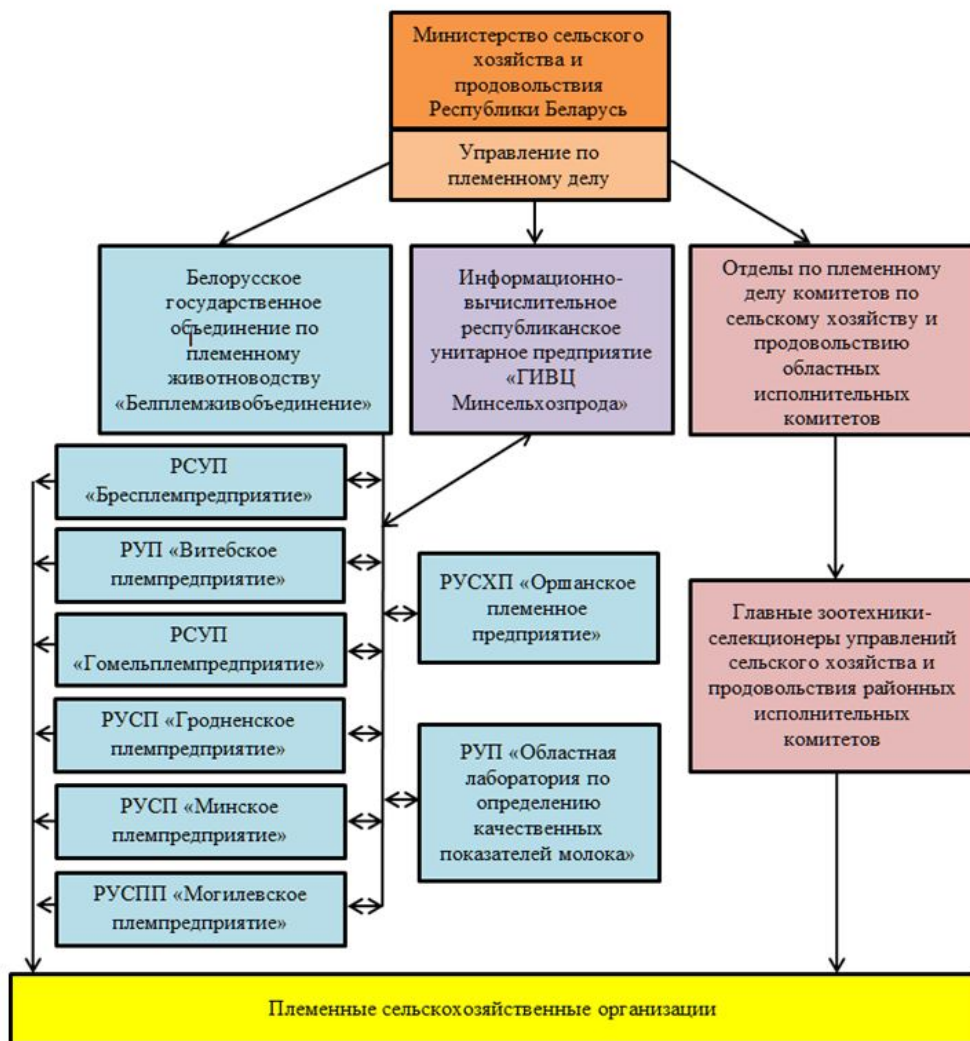 Министерство сельского
хозяйства и
продовольствия
Республики Беларусь
Управление по
племенному делу
Белорусское
государственное
объединение по
племенному
животноводству
«Белплемживобъединение»
Информационно-
вычислительное
республиканское
унитарное предприятие
«ГИВЦ
Минсельхозпрода»
Отделы по племенному
делу комитетов по
сельскому хозяйству и
продовольствию
областных
исполнительных
комитетов
РСУП
«Бресплемпредприятие»
РУП «Витебское
племпредприятие»
РСУП
«Гомельплемпредприятие»
РУСП «Гродненское
племпредприятие»
РУСП «Минское
племпредприятие»
РУСПП «Могилевское
племпредприятие»
РУСХП «Оршанское
племенное
предприятие»
РУП «Областная
лаборатория по
определению
качественных
показателей молока»
Главные зоотехники-
селекционеры управлений
сельского хозяйства и
продовольствия районных
исполнительных
комитетов
Племенные сельскохозяйственные организации